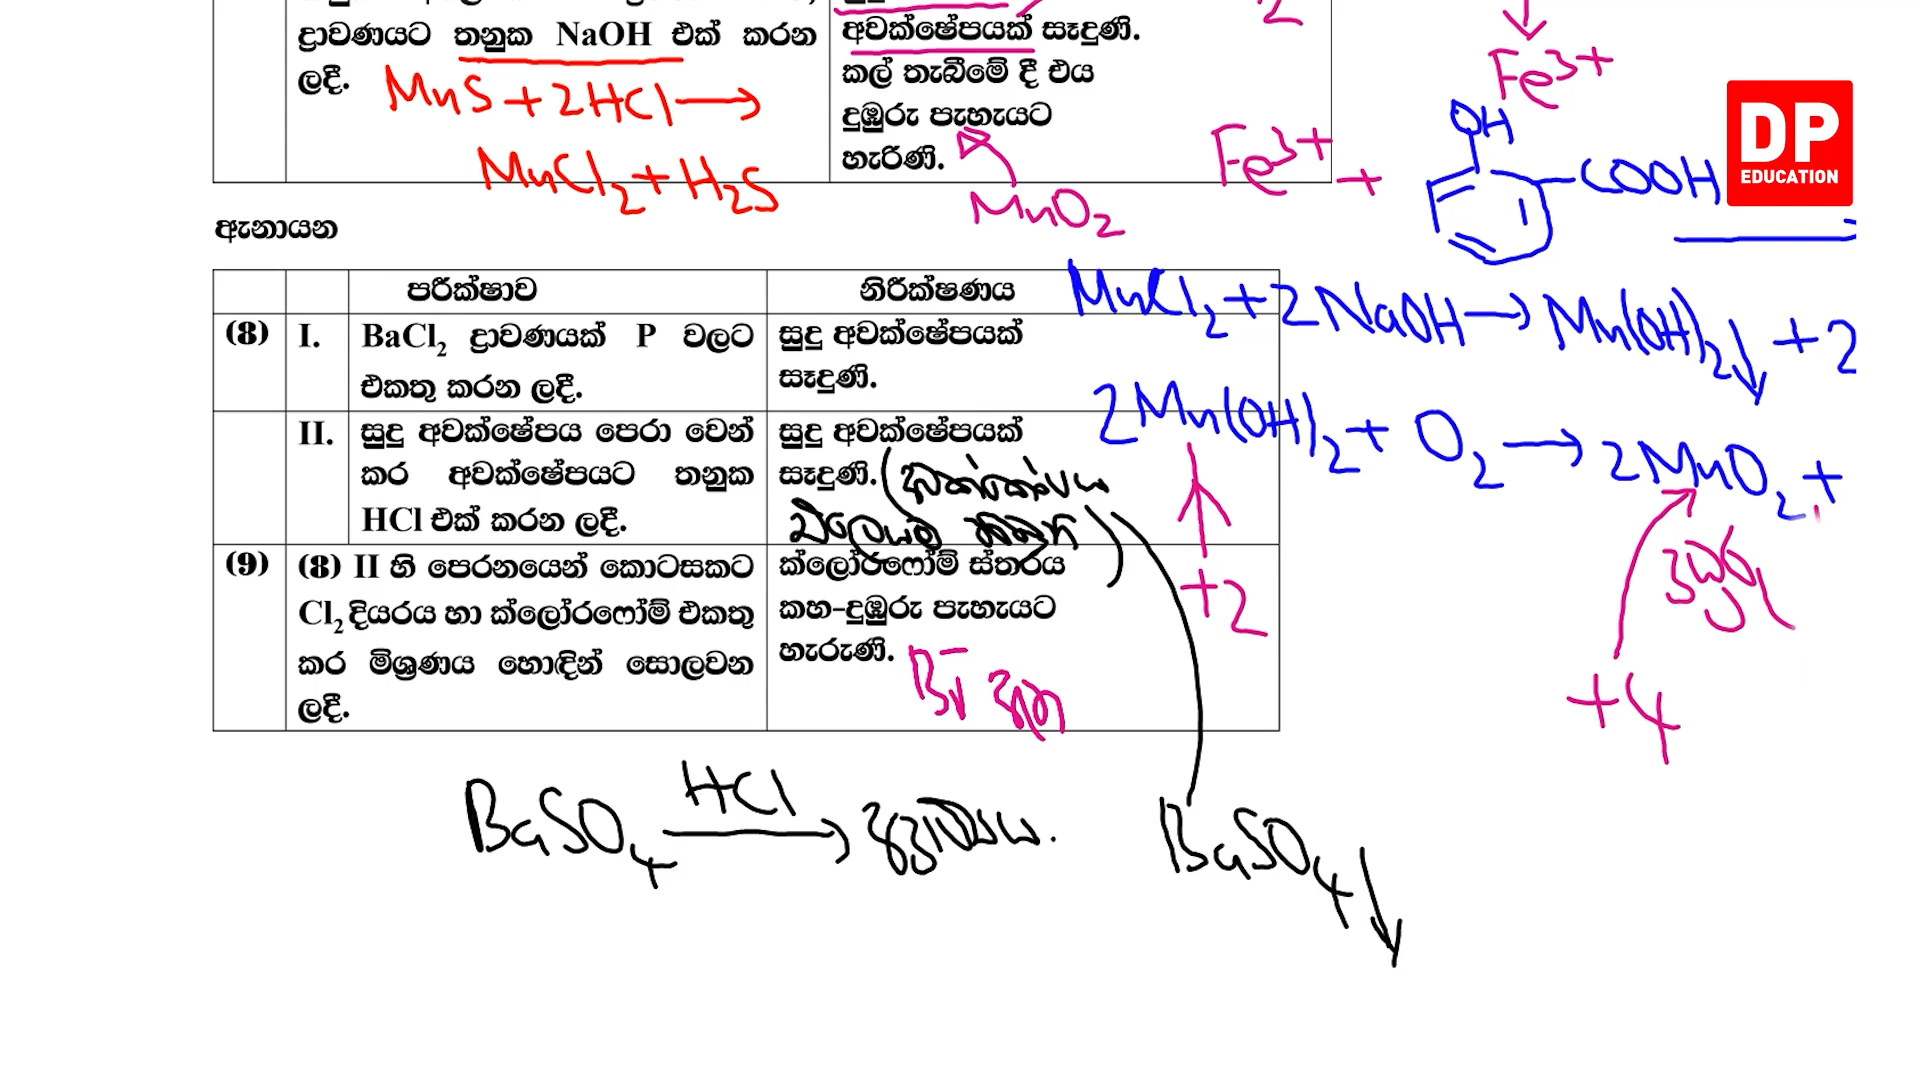 ද්‍රාවණයට තනුක NaOH එක් කරන
ලදී.
අවක්ෂේපයක් සෑදුණි.
කල් තැබීමේ දී එය
දුඹුරු පැහැයට
හැරිණි.
MnS + 2HCl →
MnCl2 + H2S
MnO2
Fe3+
Fe3+ +
OH
COOH
DP
EDUCATION
ඇනායන
පරීක්ෂාව
නිරීක්ෂණය
(8) I. BaCl2 ද්‍රාවණයක් P වලට
එකතු කරන ලදී.
සුදු අවක්ෂේපයක්
සෑදුණි.
II. සුදු අවක්ෂේපය පෙරා වෙන්
කර අවක්ෂේපයට තනුක
HCl එක් කරන ලදී.
සුදු අවක්ෂේපයක්
සෑදුණි.
(9) (8) II හි පෙරනයෙන් කොටසකට
Cl2 දියරය හා ක්ලෝරෆෝම් එකතු
කර මිශ්‍රණය හොඳින් සොලවන
ලදී.
ක්ලෝරෆෝම් ස්තරය
කහ-දුඹුරු පැහැයට
හැරුණි.
Br-
MnCl2 + 2NaOH → Mn(OH)2↓ + 2
2Mn(OH)2 + O2 → 2MnO2 +
+2
+4
BaSO4 HCl →
BaSO4↓